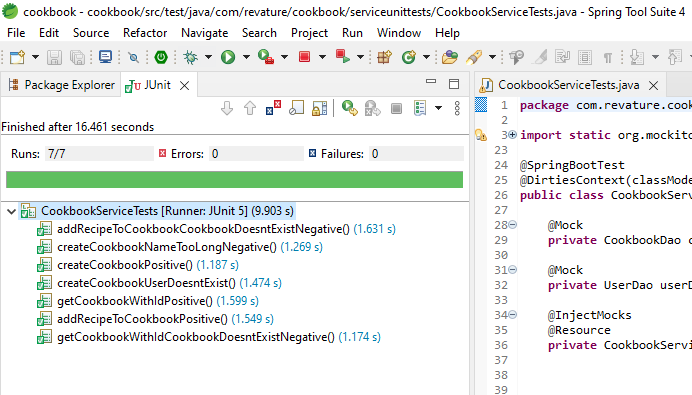 cookbook - cookbook/src/test/java/com/revature/cookbook/serviceunittests/CookbookServiceTests.java - Spring Tool Suite 4
File Edit Source Refactor Navigate Search Project Run Window Help
Package Explorer JUnit
Finished after 16.461 seconds
Runs: 7/7 Errors: 0 Failures: 0
CookbookServiceTests [Runner: JUnit 5] (9.903 s)
addRecipeToCookbookCookbookDoesntExistNegative() (1.631 s)
createCookbookNameTooLongNegative() (1.269 s)
createCookbookPositive() (1.187 s)
createCookbookUserDoesntExist() (1.474 s)
getCookbookWithIdPositive() (1.599 s)
addRecipeToCookbookPositive() (1.549 s)
getCookbookWithIdCookbookDoesntExistNegative() (1.174 s)
CookbookServiceTests.java
1 package com.revature.cook
2
3 import static org.mockito
23
24 @SpringBootTest
25 @DirtiesContext(classMode
26 public class CookbookServ
27
28 @Mock
29 private CookbookDao c
30
31 @Mock
32 private UserDao userD
33
34 @InjectMocks
35 @Resource
36 private CookbookServi
37
38
39